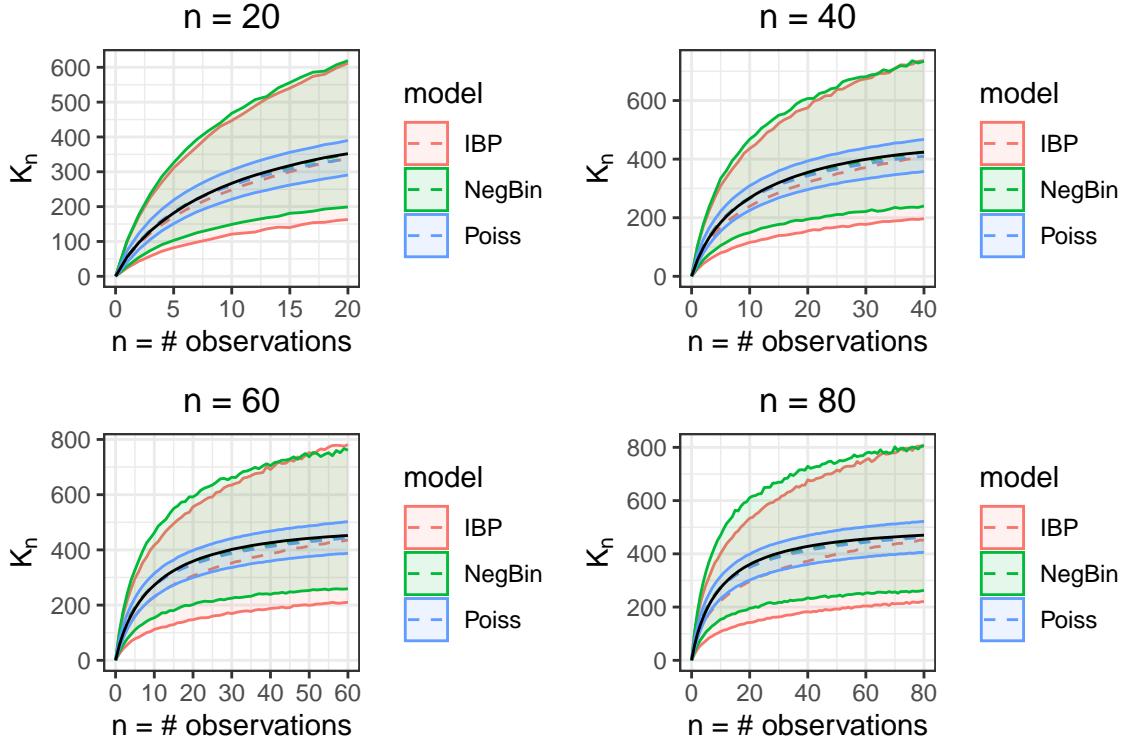 n = 20
600
500
400
300
200
100
0
K_n
0 5 10 15 20
n = # observations
model
IBP
NegBin
Poiss
n = 40
600
400
200
0
K_n
0 10 20 30 40
n = # observations
model
IBP
NegBin
Poiss
n = 60
800
600
400
200
0
K_n
0 10 20 30 40 50 60
n = # observations
model
IBP
NegBin
Poiss
n = 80
800
600
400
200
0
K_n
0 20 40 60 80
n = # observations
model
IBP
NegBin
Poiss